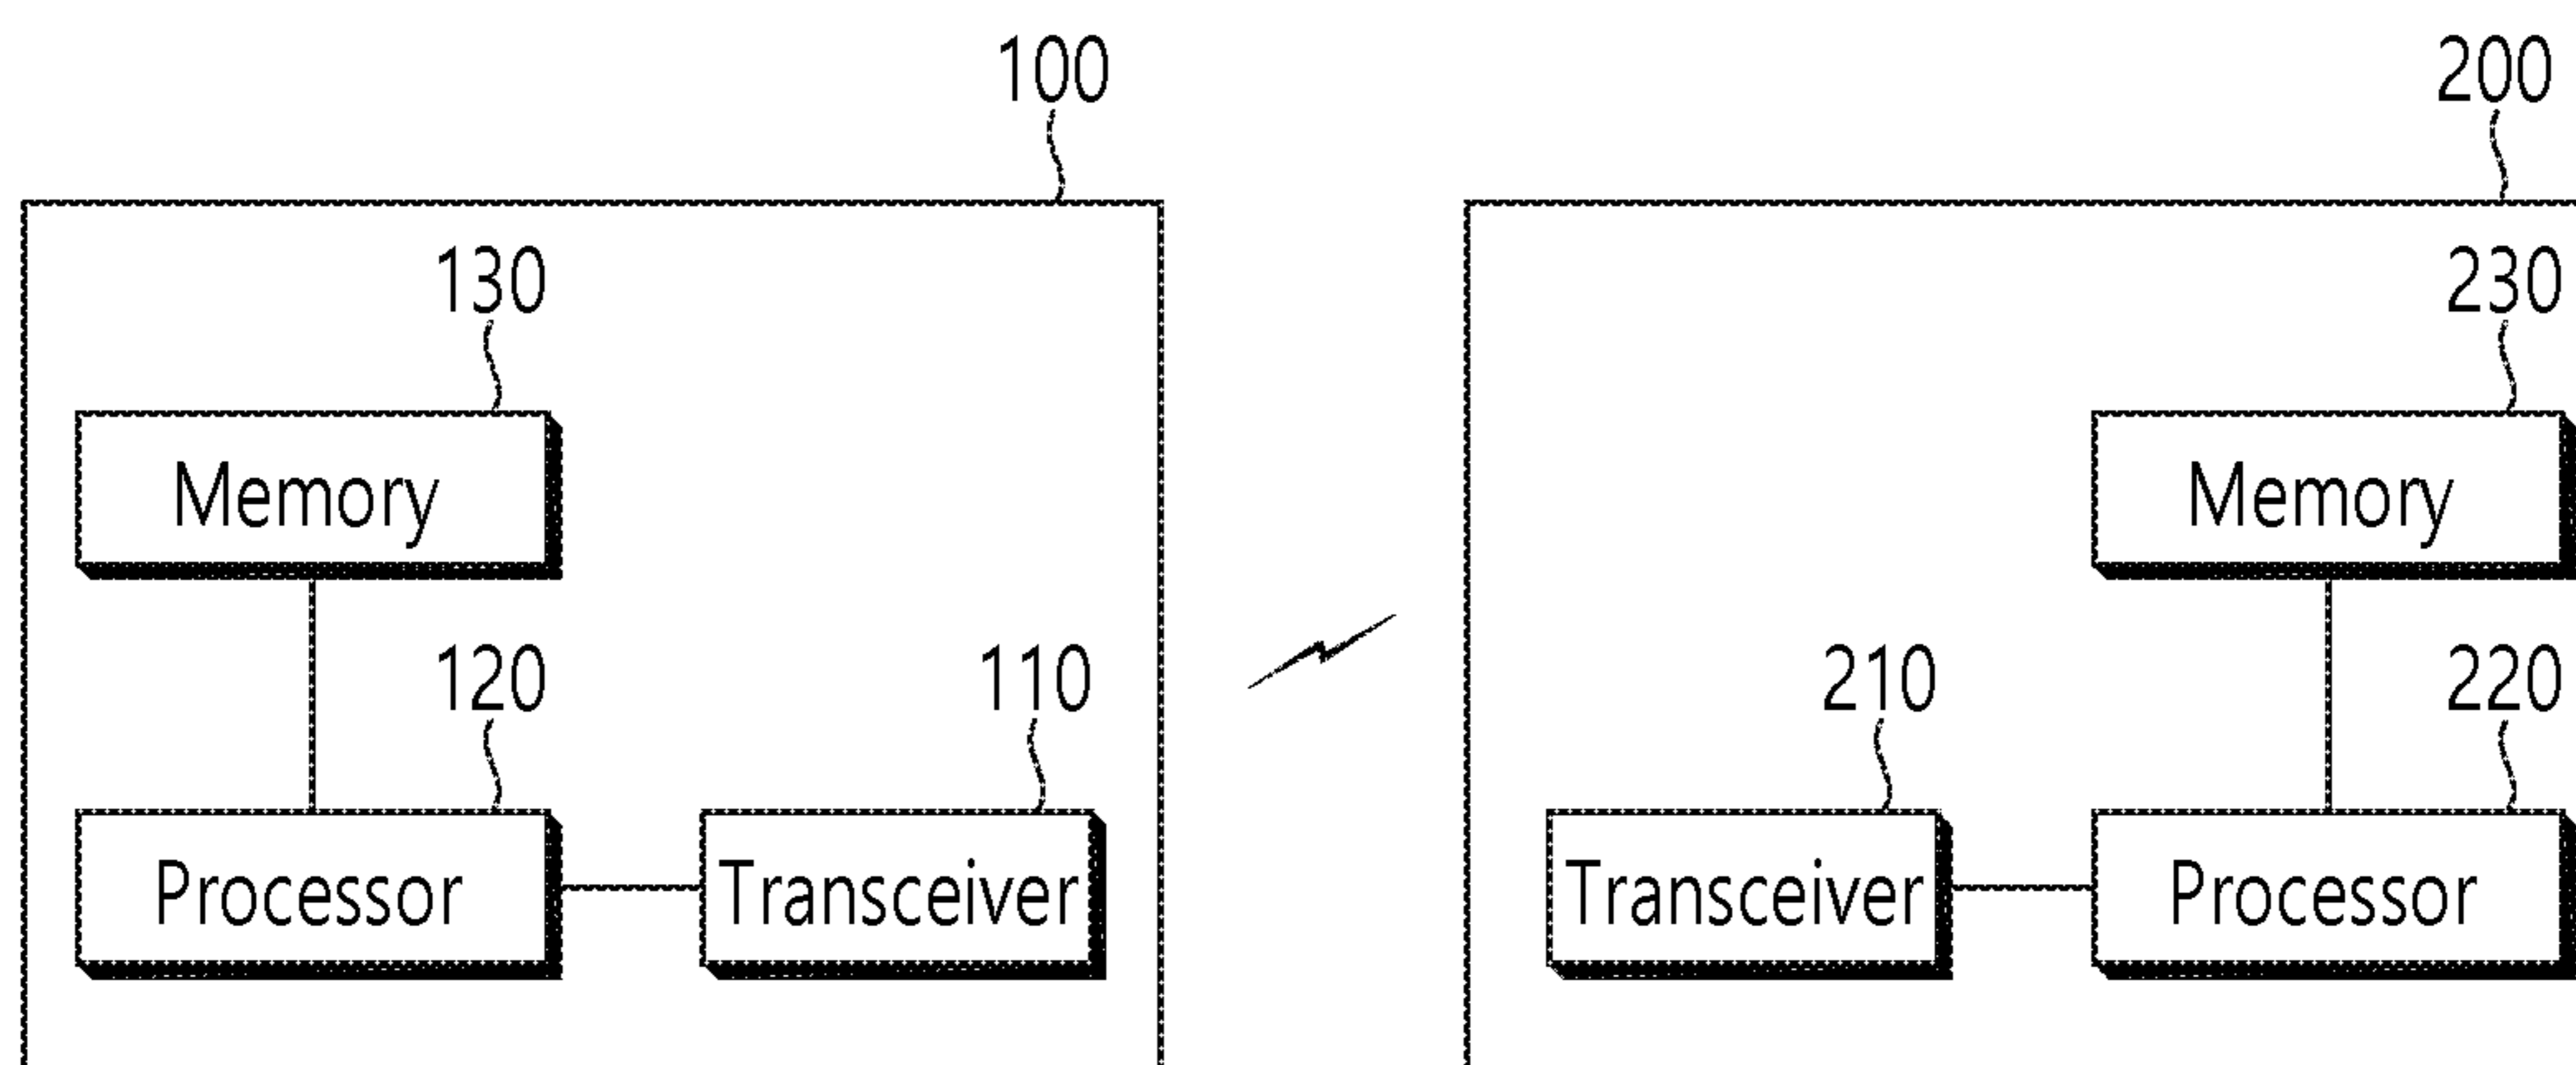 100 200
130 230
Memory Memory
120 110 210 220
Processor Transceiver Transceiver Processor